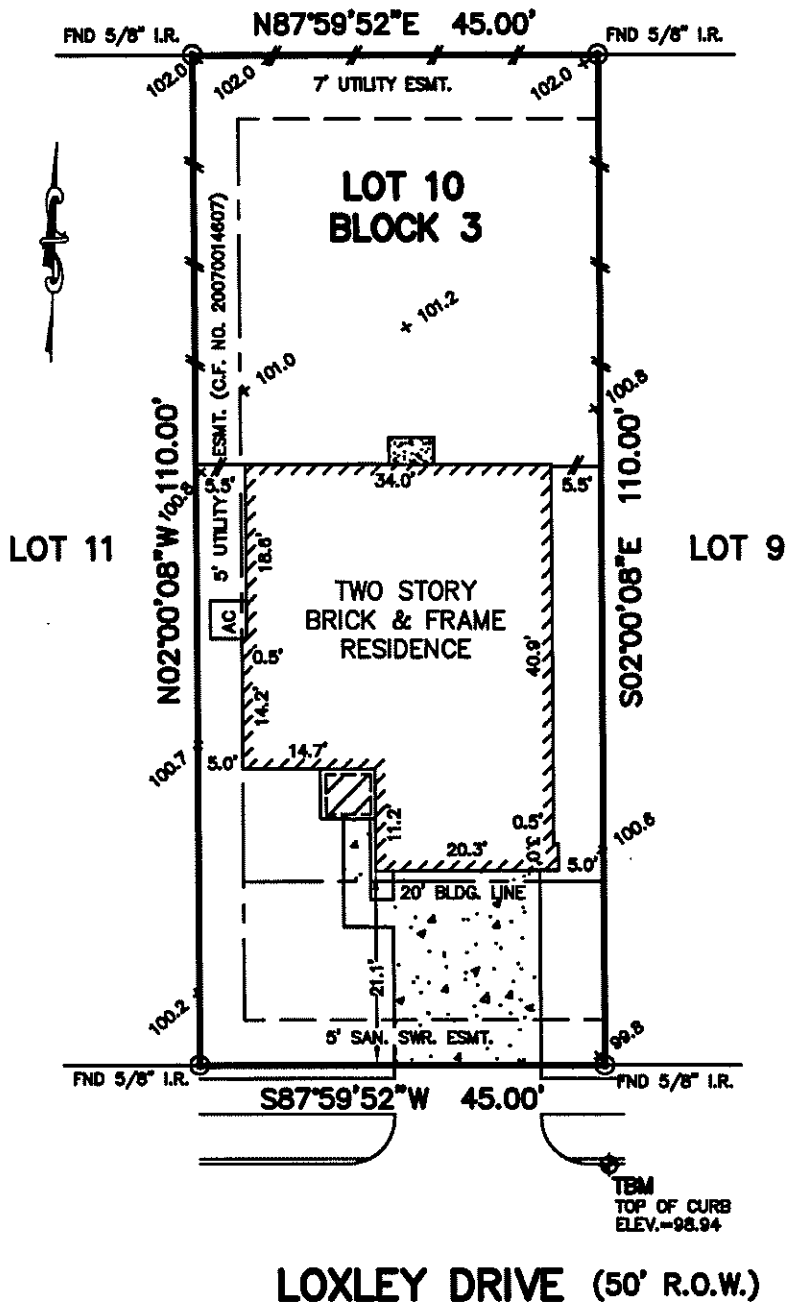 N87°59'52"E 45.00'
FND 5/8" I.R.
FND 5/8" I.R.
102.0
102.0
102.0
7' UTILITY ESMT.
LOT 10
BLOCK 3
5' UTILITY ESMT. (C.F. NO. 20070014607)
101.2
101.0
100.8
N02°00'08"W 110.00'
S02°00'08"E 110.00'
100.8
5.5'
34.0'
5.5'
LOT 11
LOT 9
18.6'
TWO STORY
BRICK & FRAME
RESIDENCE
AC
40.9'
0.5'
14.2'
100.7
5.0'
14.7'
11.2'
0.5'
3.0'
100.6
20.3'
5.0'
20' BLDG. LINE
21.1'
100.2
99.8
5' SAN. SWR. ESMT.
FND 5/8" I.R.
FND 5/8" I.R.
S87°59'52"W 45.00'
TBM
TOP OF CURB
ELEV.=98.94
LOXLEY DRIVE (50' R.O.W.)